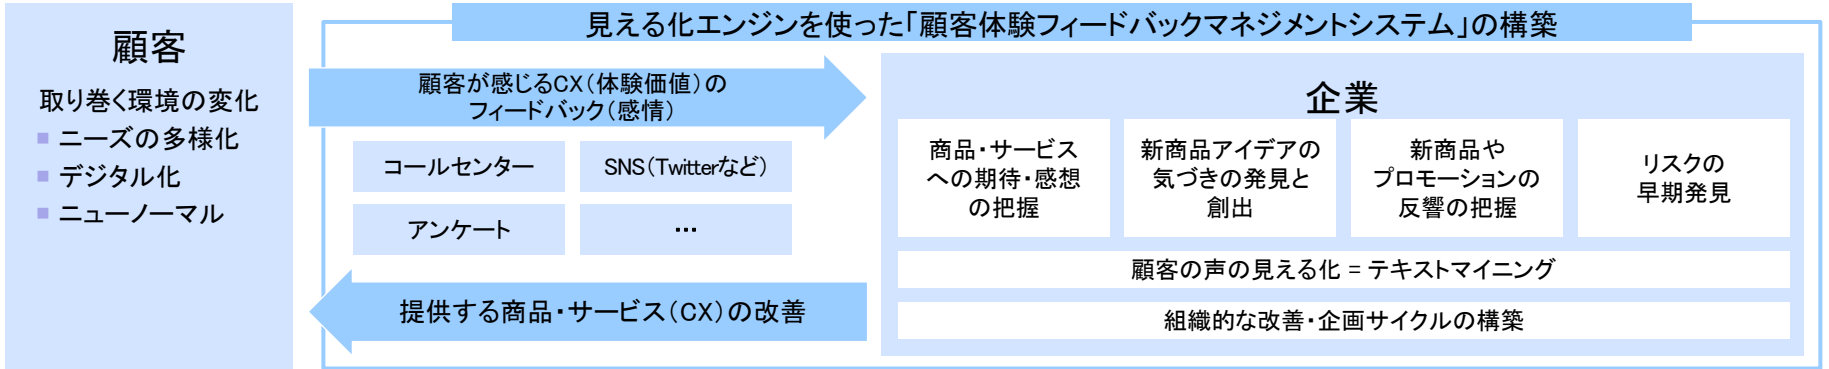 見える化エンジンを使った「顧客体験フィードバックマネジメントシステム」の構築
顧客
取り巻く環境の変化
ニーズの多様化
デジタル化
ニューノーマル
顧客が感じるCX(体験価値)の
フィードバック(感情)
コールセンター
SNS(Twitterなど)
アンケート
…
提供する商品・サービス(CX)の改善
企業
商品・サービス
への期待・感想
の把握
新商品アイデアの
気づきの発見と
創出
新商品や
プロモーションの
反響の把握
リスクの
早期発見
顧客の声の見える化 = テキストマイニング
組織的な改善・企画サイクルの構築